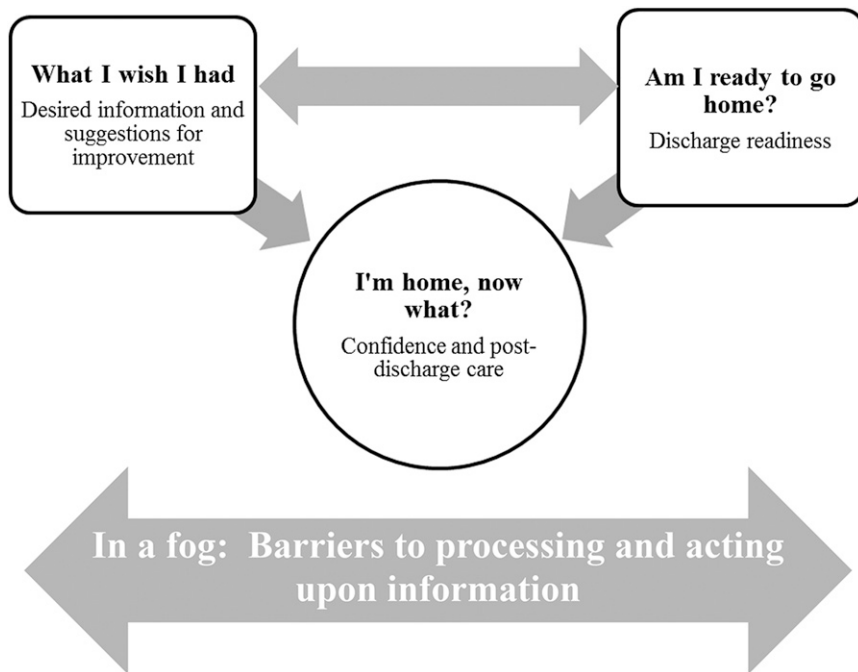 What I wish I had
Desired information and
suggestions for
improvement
Am I ready to go
home?
Discharge readiness
I'm home, now
what?
Confidence and post-
discharge care
In a fog:  Barriers to processing and acting
upon information